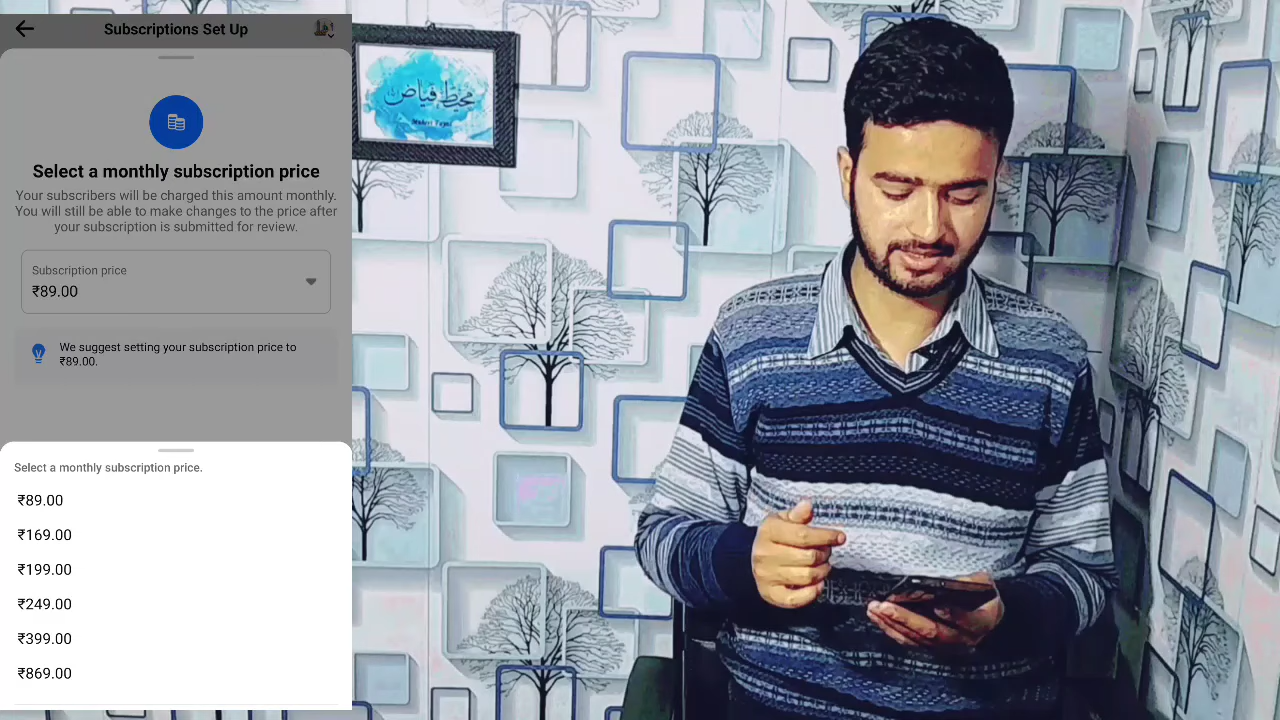 Subscriptions Set Up
Select a monthly subscription price
Your subscribers will be charged this amount monthly.
You will still be able to make changes to the price after
your subscription is submitted for review.
Subscription price
₹89.00
We suggest setting your subscription price to
₹89.00.
Select a monthly subscription price.
₹89.00
₹169.00
₹199.00
₹249.00
₹399.00
₹869.00
محيط فياض